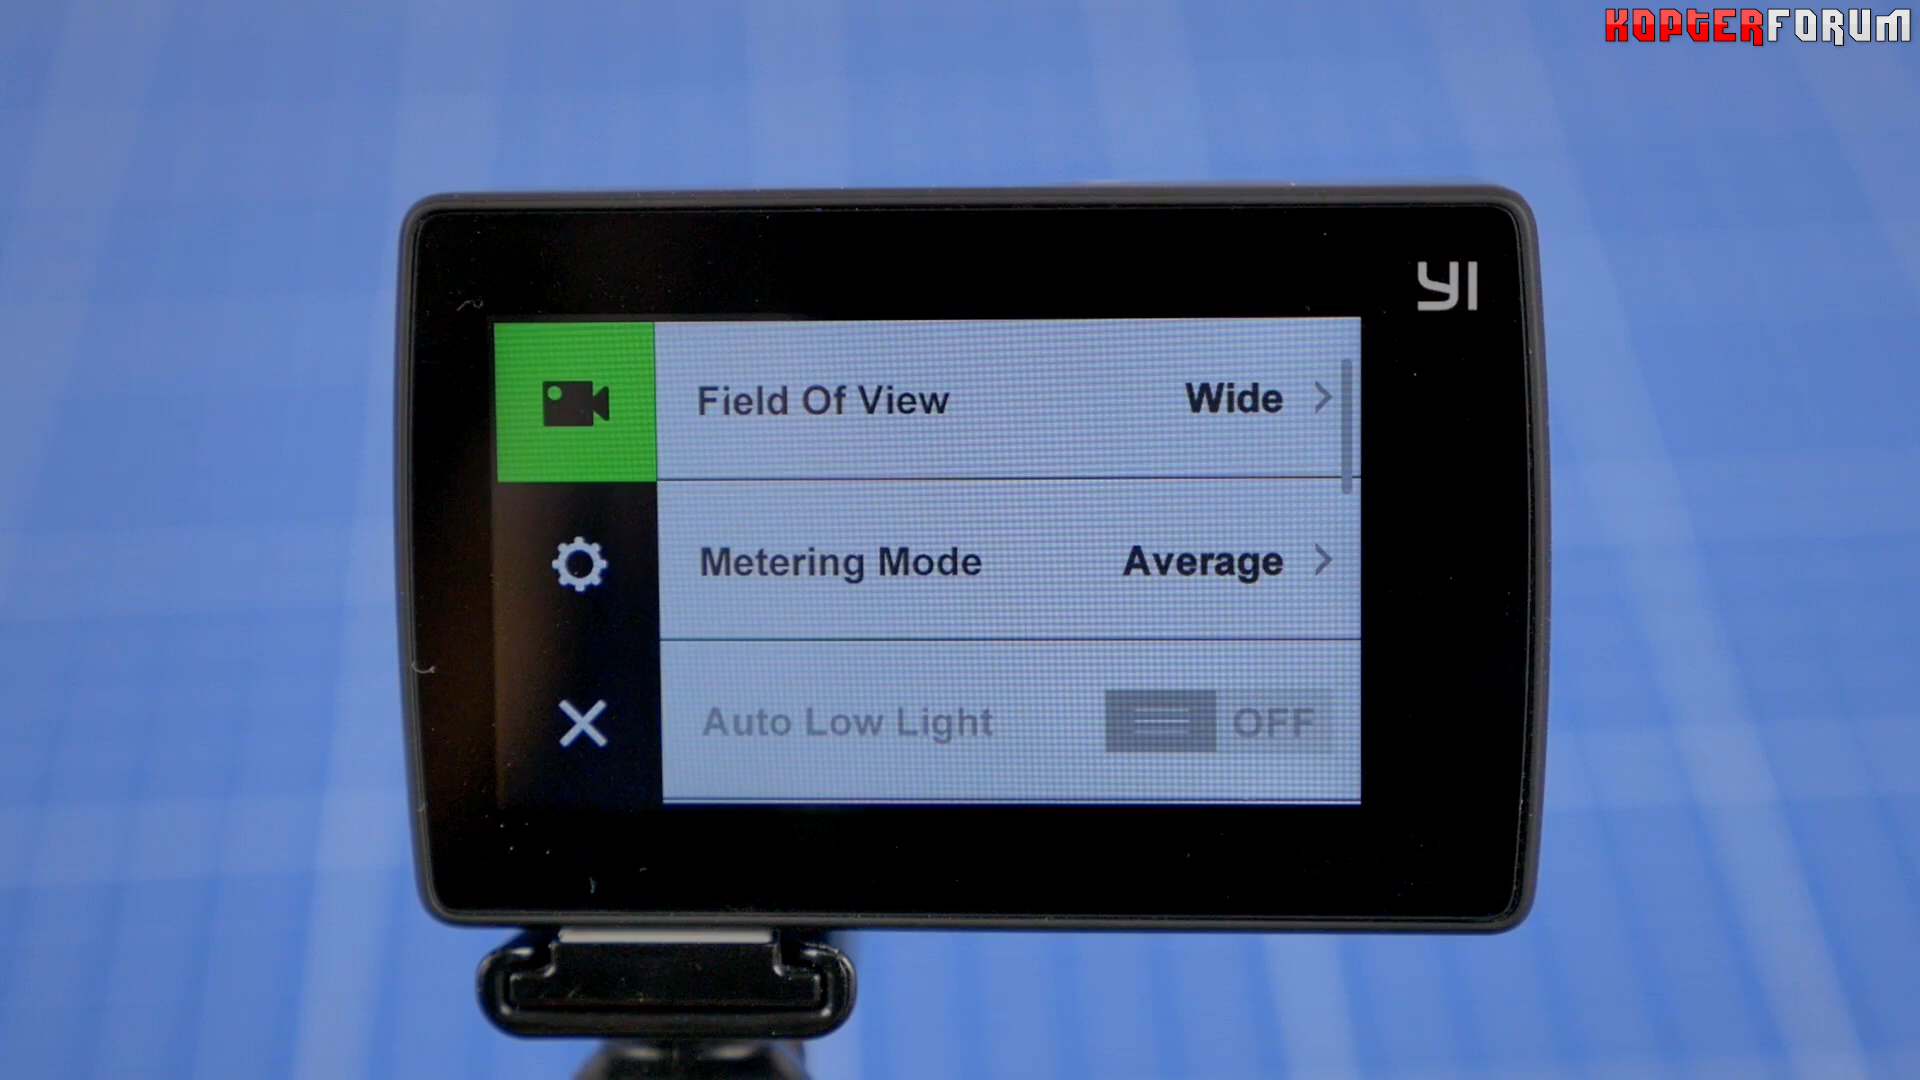 KOPTERFORUM
YI
Field Of View Wide
Metering Mode Average
Auto Low Light OFF